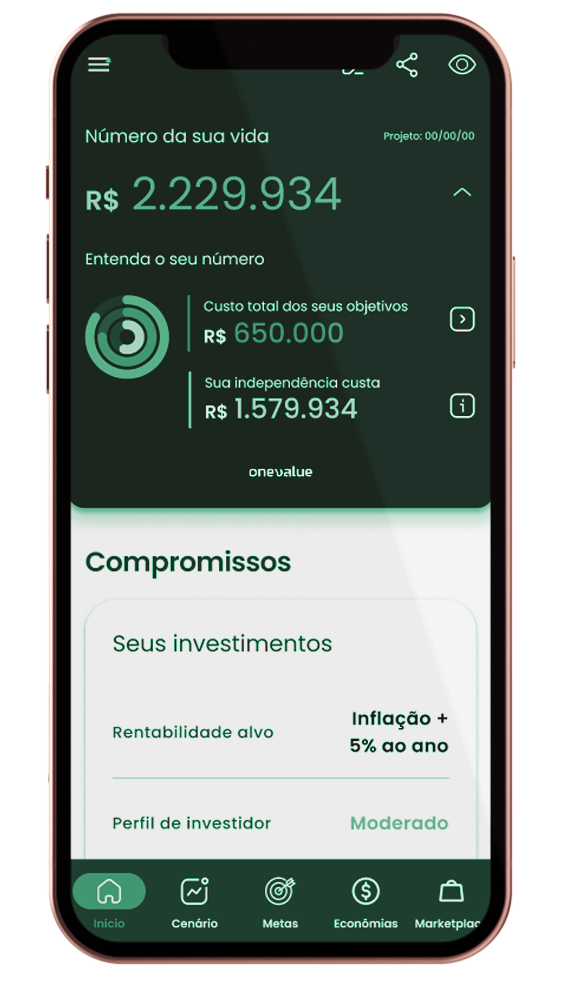 Número da sua vida
Projeto: 00/00/00
R$ 2.229.934
Entenda o seu número
Custo total dos seus objetivos
R$ 650.000
Sua independência custa
R$ 1.579.934
onevalue
Compromissos
Seus investimentos
Rentabilidade alvo
Inflação +
5% ao ano
Perfil de investidor
Moderado
Início
Cenário
Metas
Econômias
Marketplac